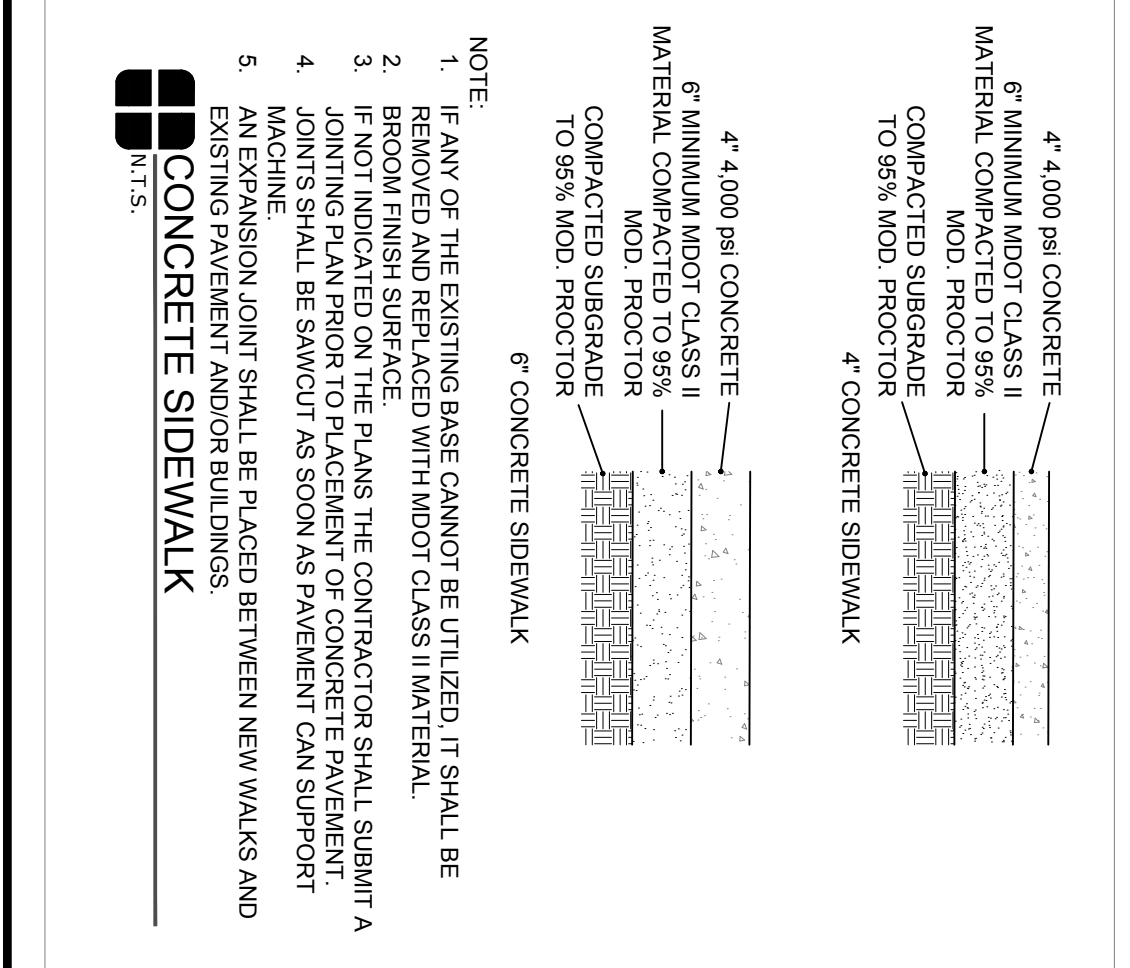 4" 4,000 psi CONCRETE
6" MINIMUM MDOT CLASS II
MATERIAL COMPACTED TO 95%
MOD. PROCTOR
COMPACTED SUBGRADE
TO 95% MOD. PROCTOR
4" CONCRETE SIDEWALK
4" 4,000 psi CONCRETE
6" MINIMUM MDOT CLASS II
MATERIAL COMPACTED TO 95%
MOD. PROCTOR
COMPACTED SUBGRADE
TO 95% MOD. PROCTOR
6" CONCRETE SIDEWALK
NOTE:
1. IF ANY OF THE EXISTING BASE CANNOT BE UTILIZED, IT SHALL BE
REMOVED AND REPLACED WITH MDOT CLASS II MATERIAL.
2. BROOM FINISH SURFACE.
3. IF NOT INDICATED ON THE PLANS THE CONTRACTOR SHALL SUBMIT A
JOINTING PLAN PRIOR TO PLACEMENT OF CONCRETE PAVEMENT.
4. JOINTS SHALL BE SAWCUT AS SOON AS PAVEMENT CAN SUPPORT
MACHINE.
5. AN EXPANSION JOINT SHALL BE PLACED BETWEEN NEW WALKS AND
EXISTING PAVEMENT AND/OR BUILDINGS.
CONCRETE SIDEWALK
N.T.S.